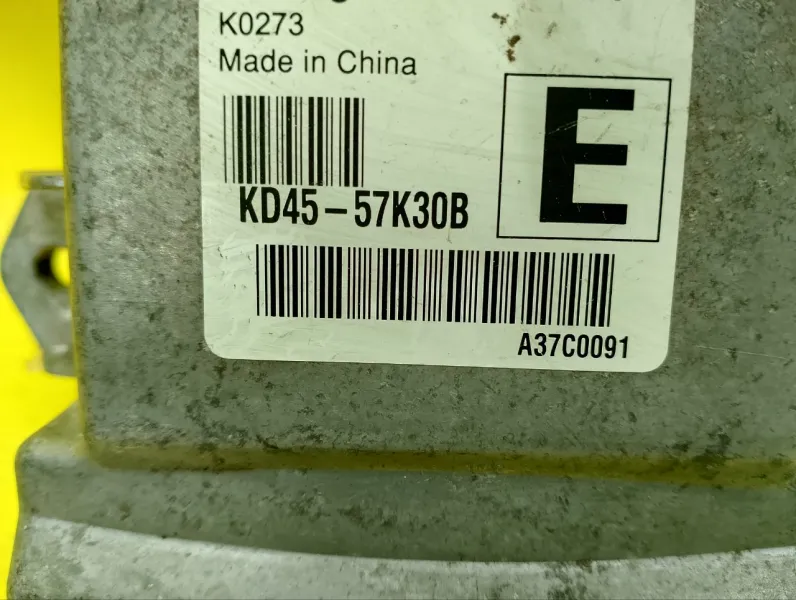 K0273
Made in China
E
KD45-57K30B
A37C0091